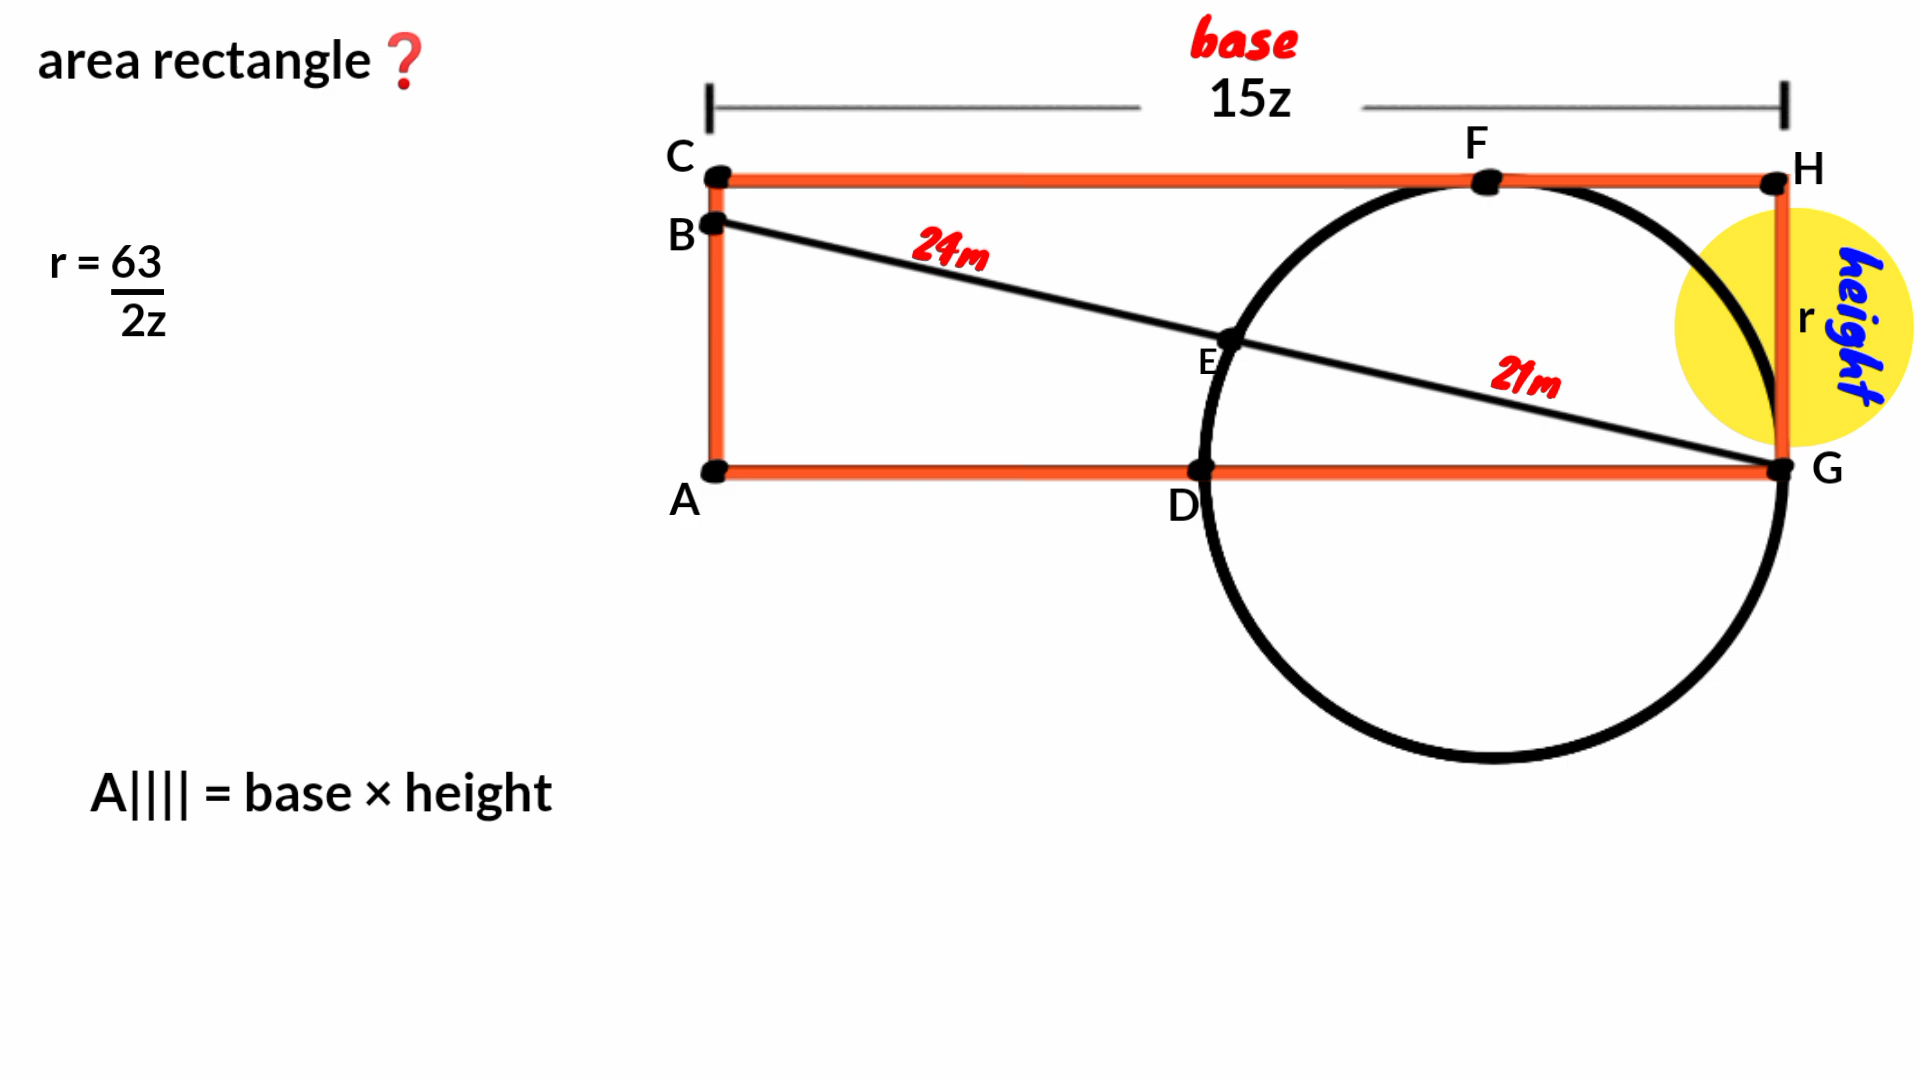 area rectangle❓
base
15z
C
F
H
B
24m
r = 63
2z
r
height
E
21m
A
D
G
A|||| = base × height